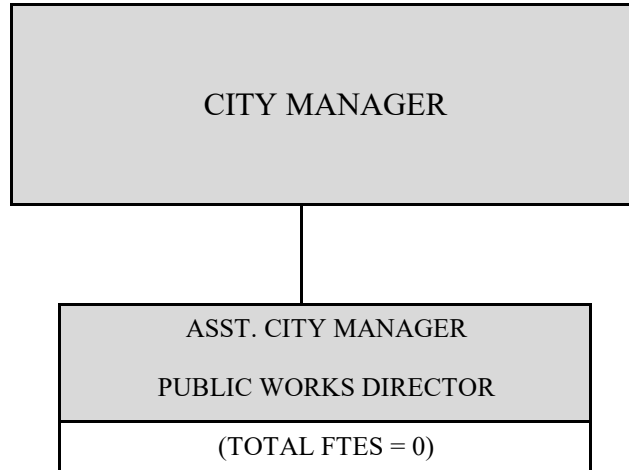 CITY MANAGER
ASST. CITY MANAGER
PUBLIC WORKS DIRECTOR
(TOTAL FTES = 0)